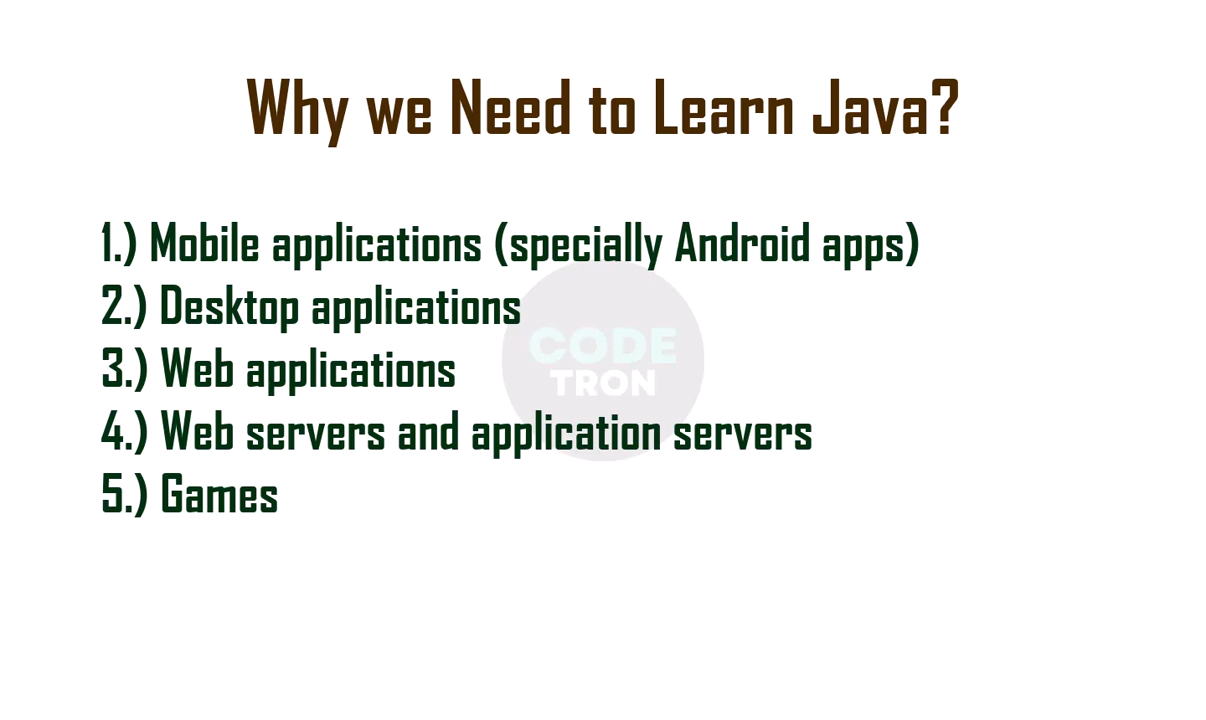 Why we Need to Learn Java?
1.) Mobile applications (specially Android apps)
2.) Desktop applications
CODE
3.) Web applications
TRON
4.) Web servers and application servers
5.) Games